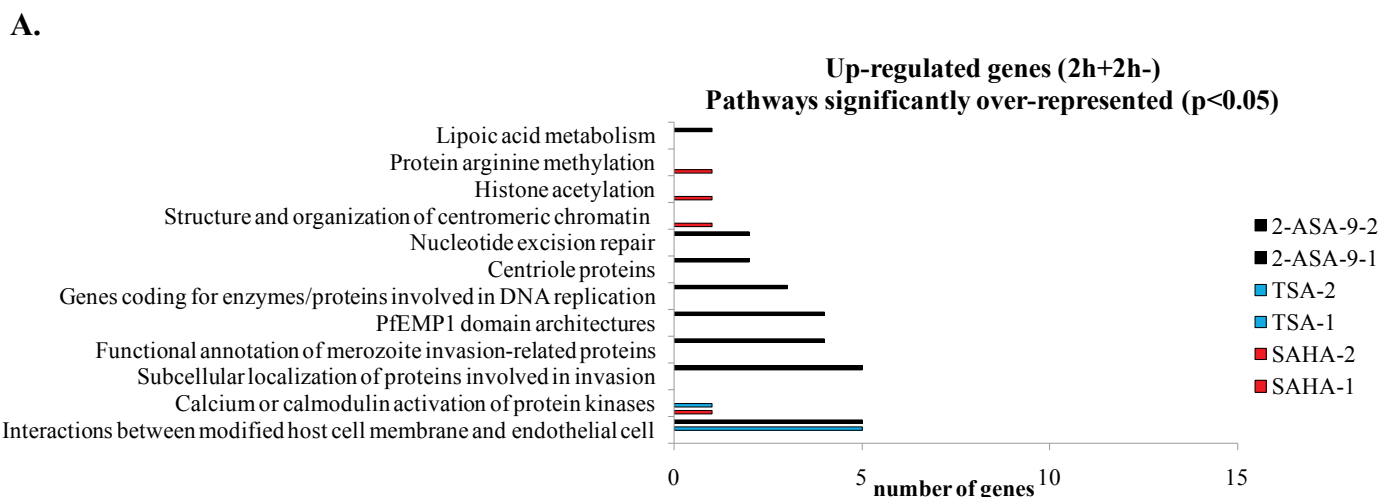 A.
Up-regulated genes (2h+2h-)
Pathways significantly over-represented (p<0.05)
Lipoic acid metabolism
Protein arginine methylation
Histone acetylation
Structure and organization of centromeric chromatin
Nucleotide excision repair
Centriole proteins
Genes coding for enzymes/proteins involved in DNA replication
PfEMP1 domain architectures
Functional annotation of merozoite invasion-related proteins
Subcellular localization of proteins involved in invasion
Calcium or calmodulin activation of protein kinases
Interactions between modified host cell membrane and endothelial cell
0 5 10 15
number of genes
2-ASA-9-2
2-ASA-9-1
TSA-2
TSA-1
SAHA-2
SAHA-1